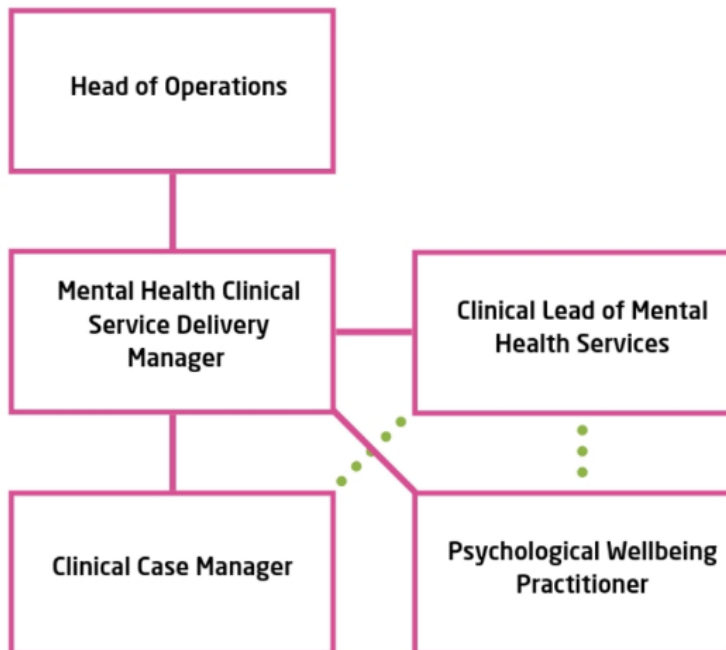 Head of Operations
Mental Health Clinical
Service Delivery
Manager
Clinical Lead of Mental
Health Services
Clinical Case Manager
Psychological Wellbeing
Practitioner